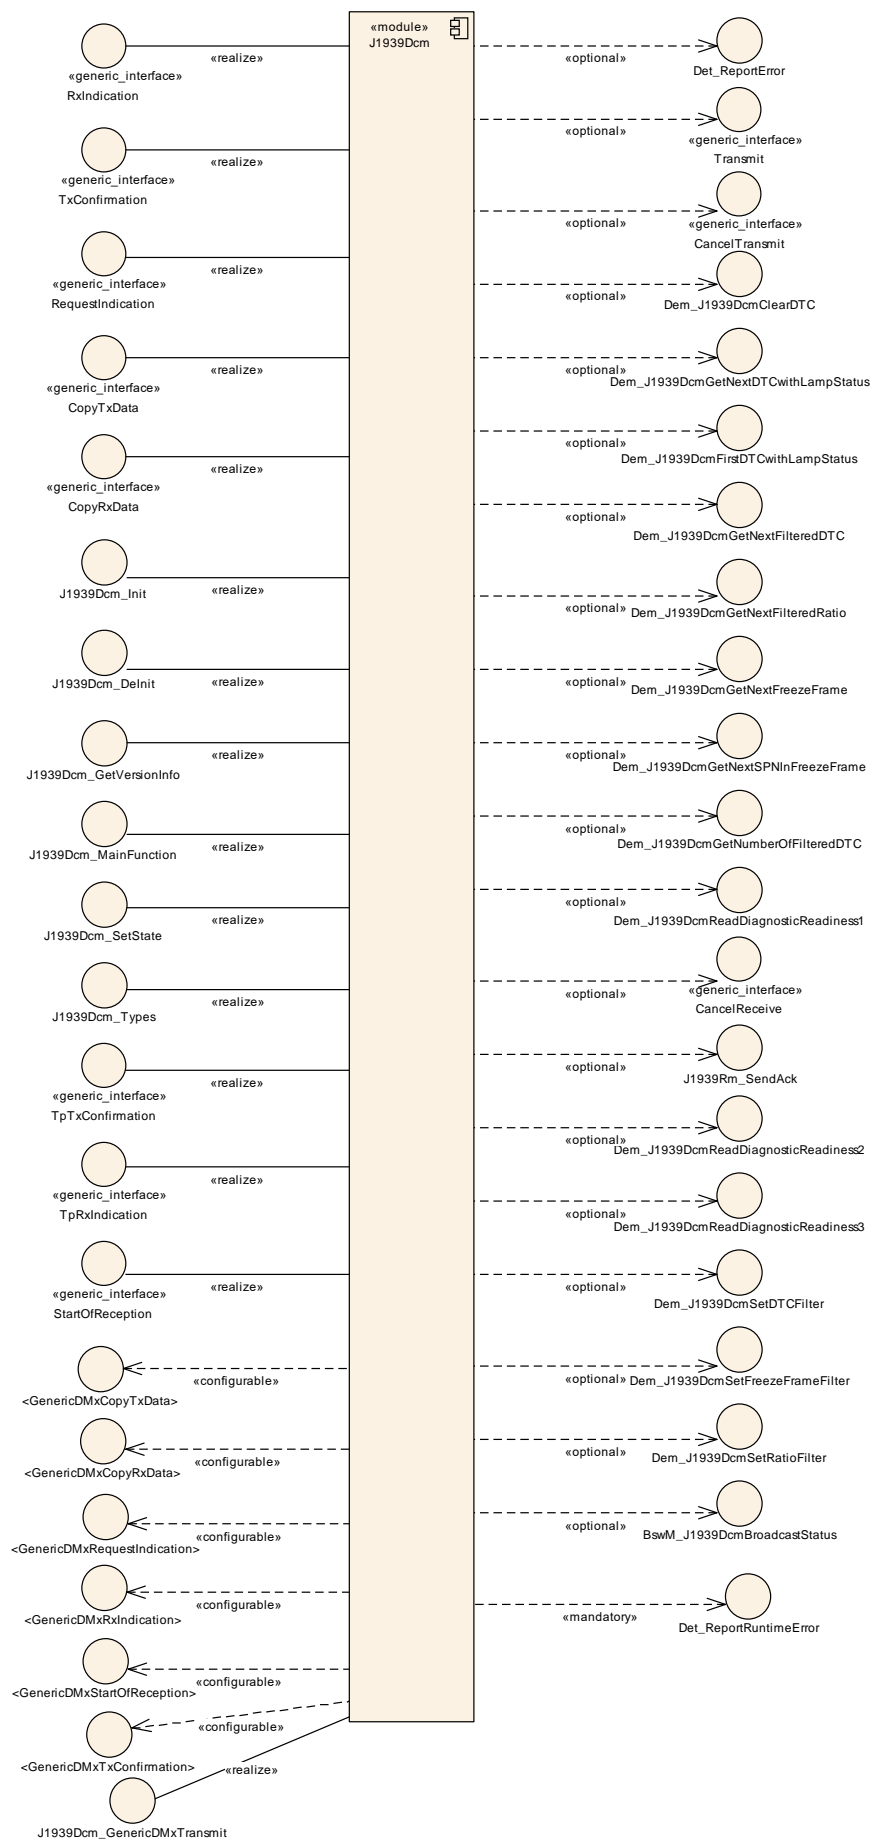 «module»
J1939Dcm
«generic_interface»
RxIndication
«realize»
«generic_interface»
TxConfirmation
«realize»
«generic_interface»
RequestIndication
«realize»
«generic_interface»
CopyTxData
«realize»
«generic_interface»
CopyRxData
«realize»
J1939Dcm_Init
«realize»
J1939Dcm_DeInit
«realize»
J1939Dcm_GetVersionInfo
«realize»
J1939Dcm_MainFunction
«realize»
J1939Dcm_SetState
«realize»
J1939Dcm_Types
«realize»
«generic_interface»
TpTxConfirmation
«realize»
«generic_interface»
TpRxIndication
«realize»
«generic_interface»
StartOfReception
«realize»
<GenericDMxCopyTxData>
«configurable»
<GenericDMxCopyRxData>
«configurable»
<GenericDMxRequestIndication>
«configurable»
<GenericDMxRxIndication>
«configurable»
<GenericDMxStartOfReception>
«configurable»
<GenericDMxTxConfirmation>
«configurable»
J1939Dcm_GenericDMxTransmit
«realize»
«optional»
Det_ReportError
«optional»
«generic_interface»
Transmit
«optional»
«generic_interface»
CancelTransmit
«optional»
Dem_J1939DcmClearDTC
«optional»
Dem_J1939DcmGetNextDTCwithLampStatus
«optional»
Dem_J1939DcmFirstDTCwithLampStatus
«optional»
Dem_J1939DcmGetNextFilteredDTC
«optional»
Dem_J1939DcmGetNextFilteredRatio
«optional»
Dem_J1939DcmGetNextFreezeFrame
«optional»
Dem_J1939DcmGetNextSPNInFreezeFrame
«optional»
Dem_J1939DcmGetNumberOfFilteredDTC
«optional»
Dem_J1939DcmReadDiagnosticReadiness1
«optional»
«generic_interface»
CancelReceive
«optional»
J1939Rm_SendAck
«optional»
Dem_J1939DcmReadDiagnosticReadiness2
«optional»
Dem_J1939DcmReadDiagnosticReadiness3
«optional»
Dem_J1939DcmSetDTCFilter
«optional»
Dem_J1939DcmSetFreezeFrameFilter
«optional»
Dem_J1939DcmSetRatioFilter
«optional»
BswM_J1939DcmBroadcastStatus
«mandatory»
Det_ReportRuntimeError